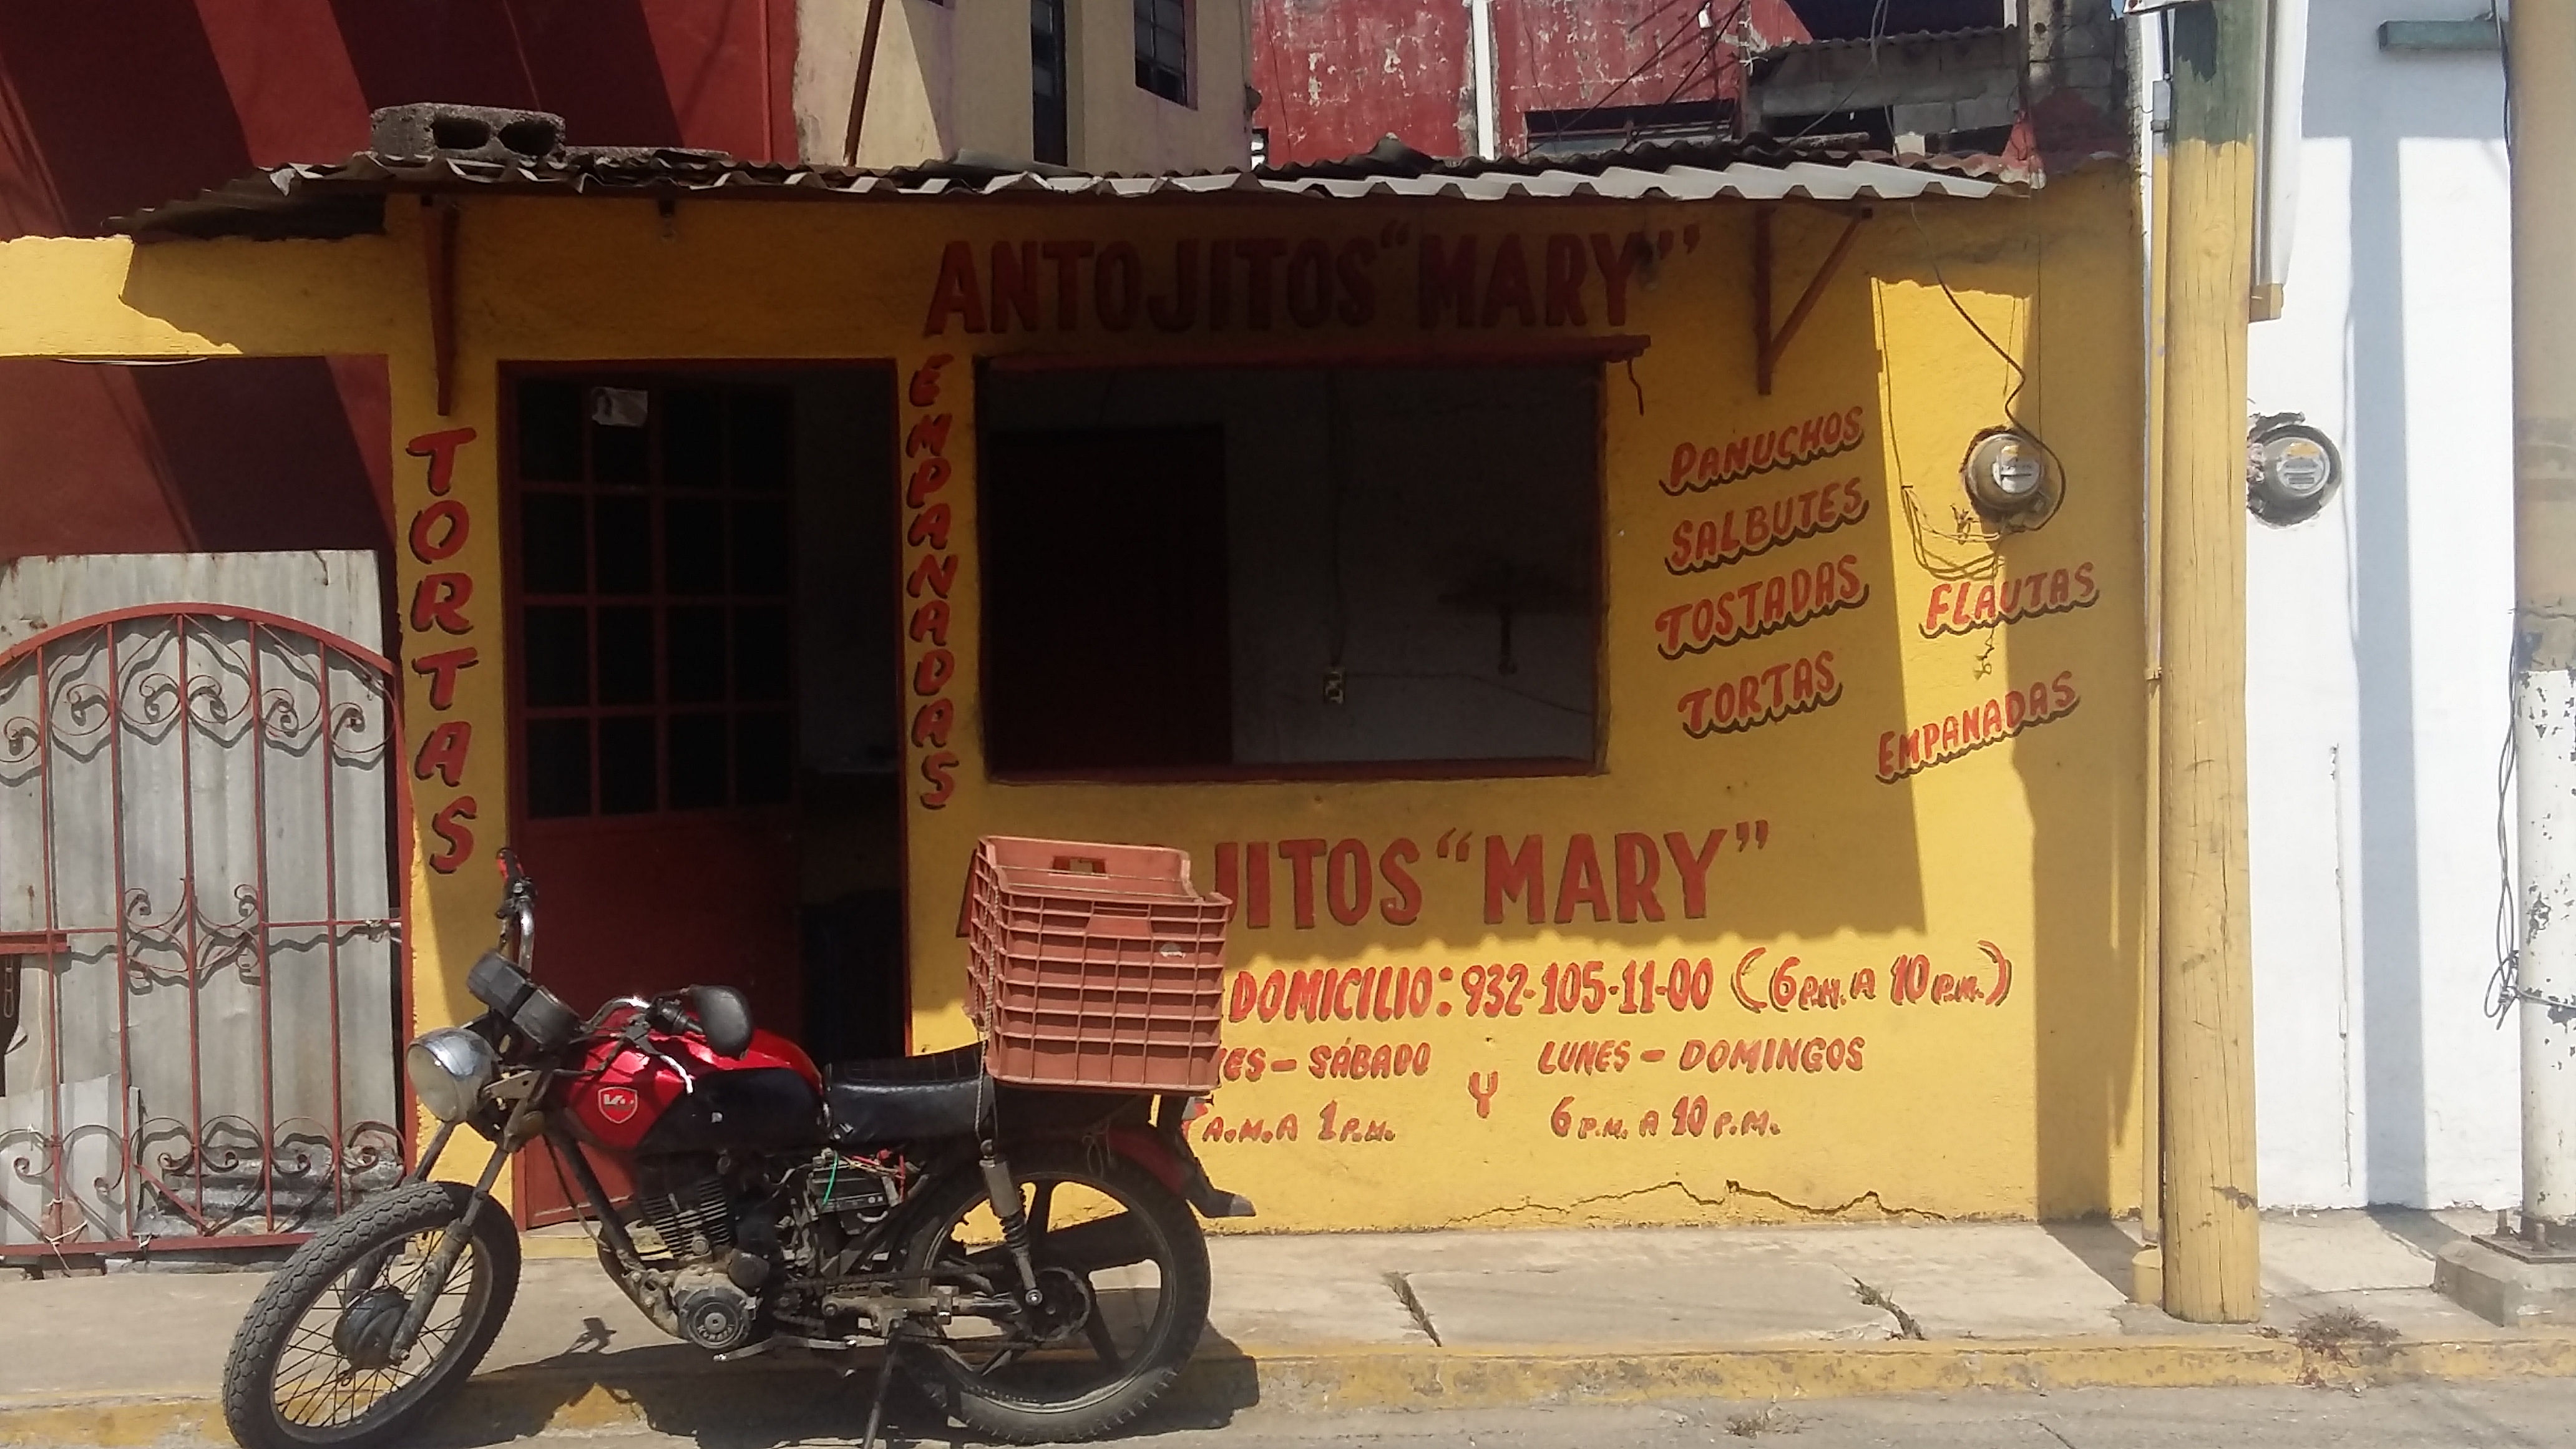 ANTOJITOS "MARY"
TORTAS
EMPANADAS
PANUCHOS
SALBUTES
TOSTADAS
TORTAS
FLAUTAS
EMPANADAS
"MARY"
DOMICILIO: 932-105-11-00 (6 P.M. A 10 P.M.)
SÁBADO
Y
LUNES - DOMINGOS
A.M. A 1 P.M.
6 P.M. A 10 P.M.